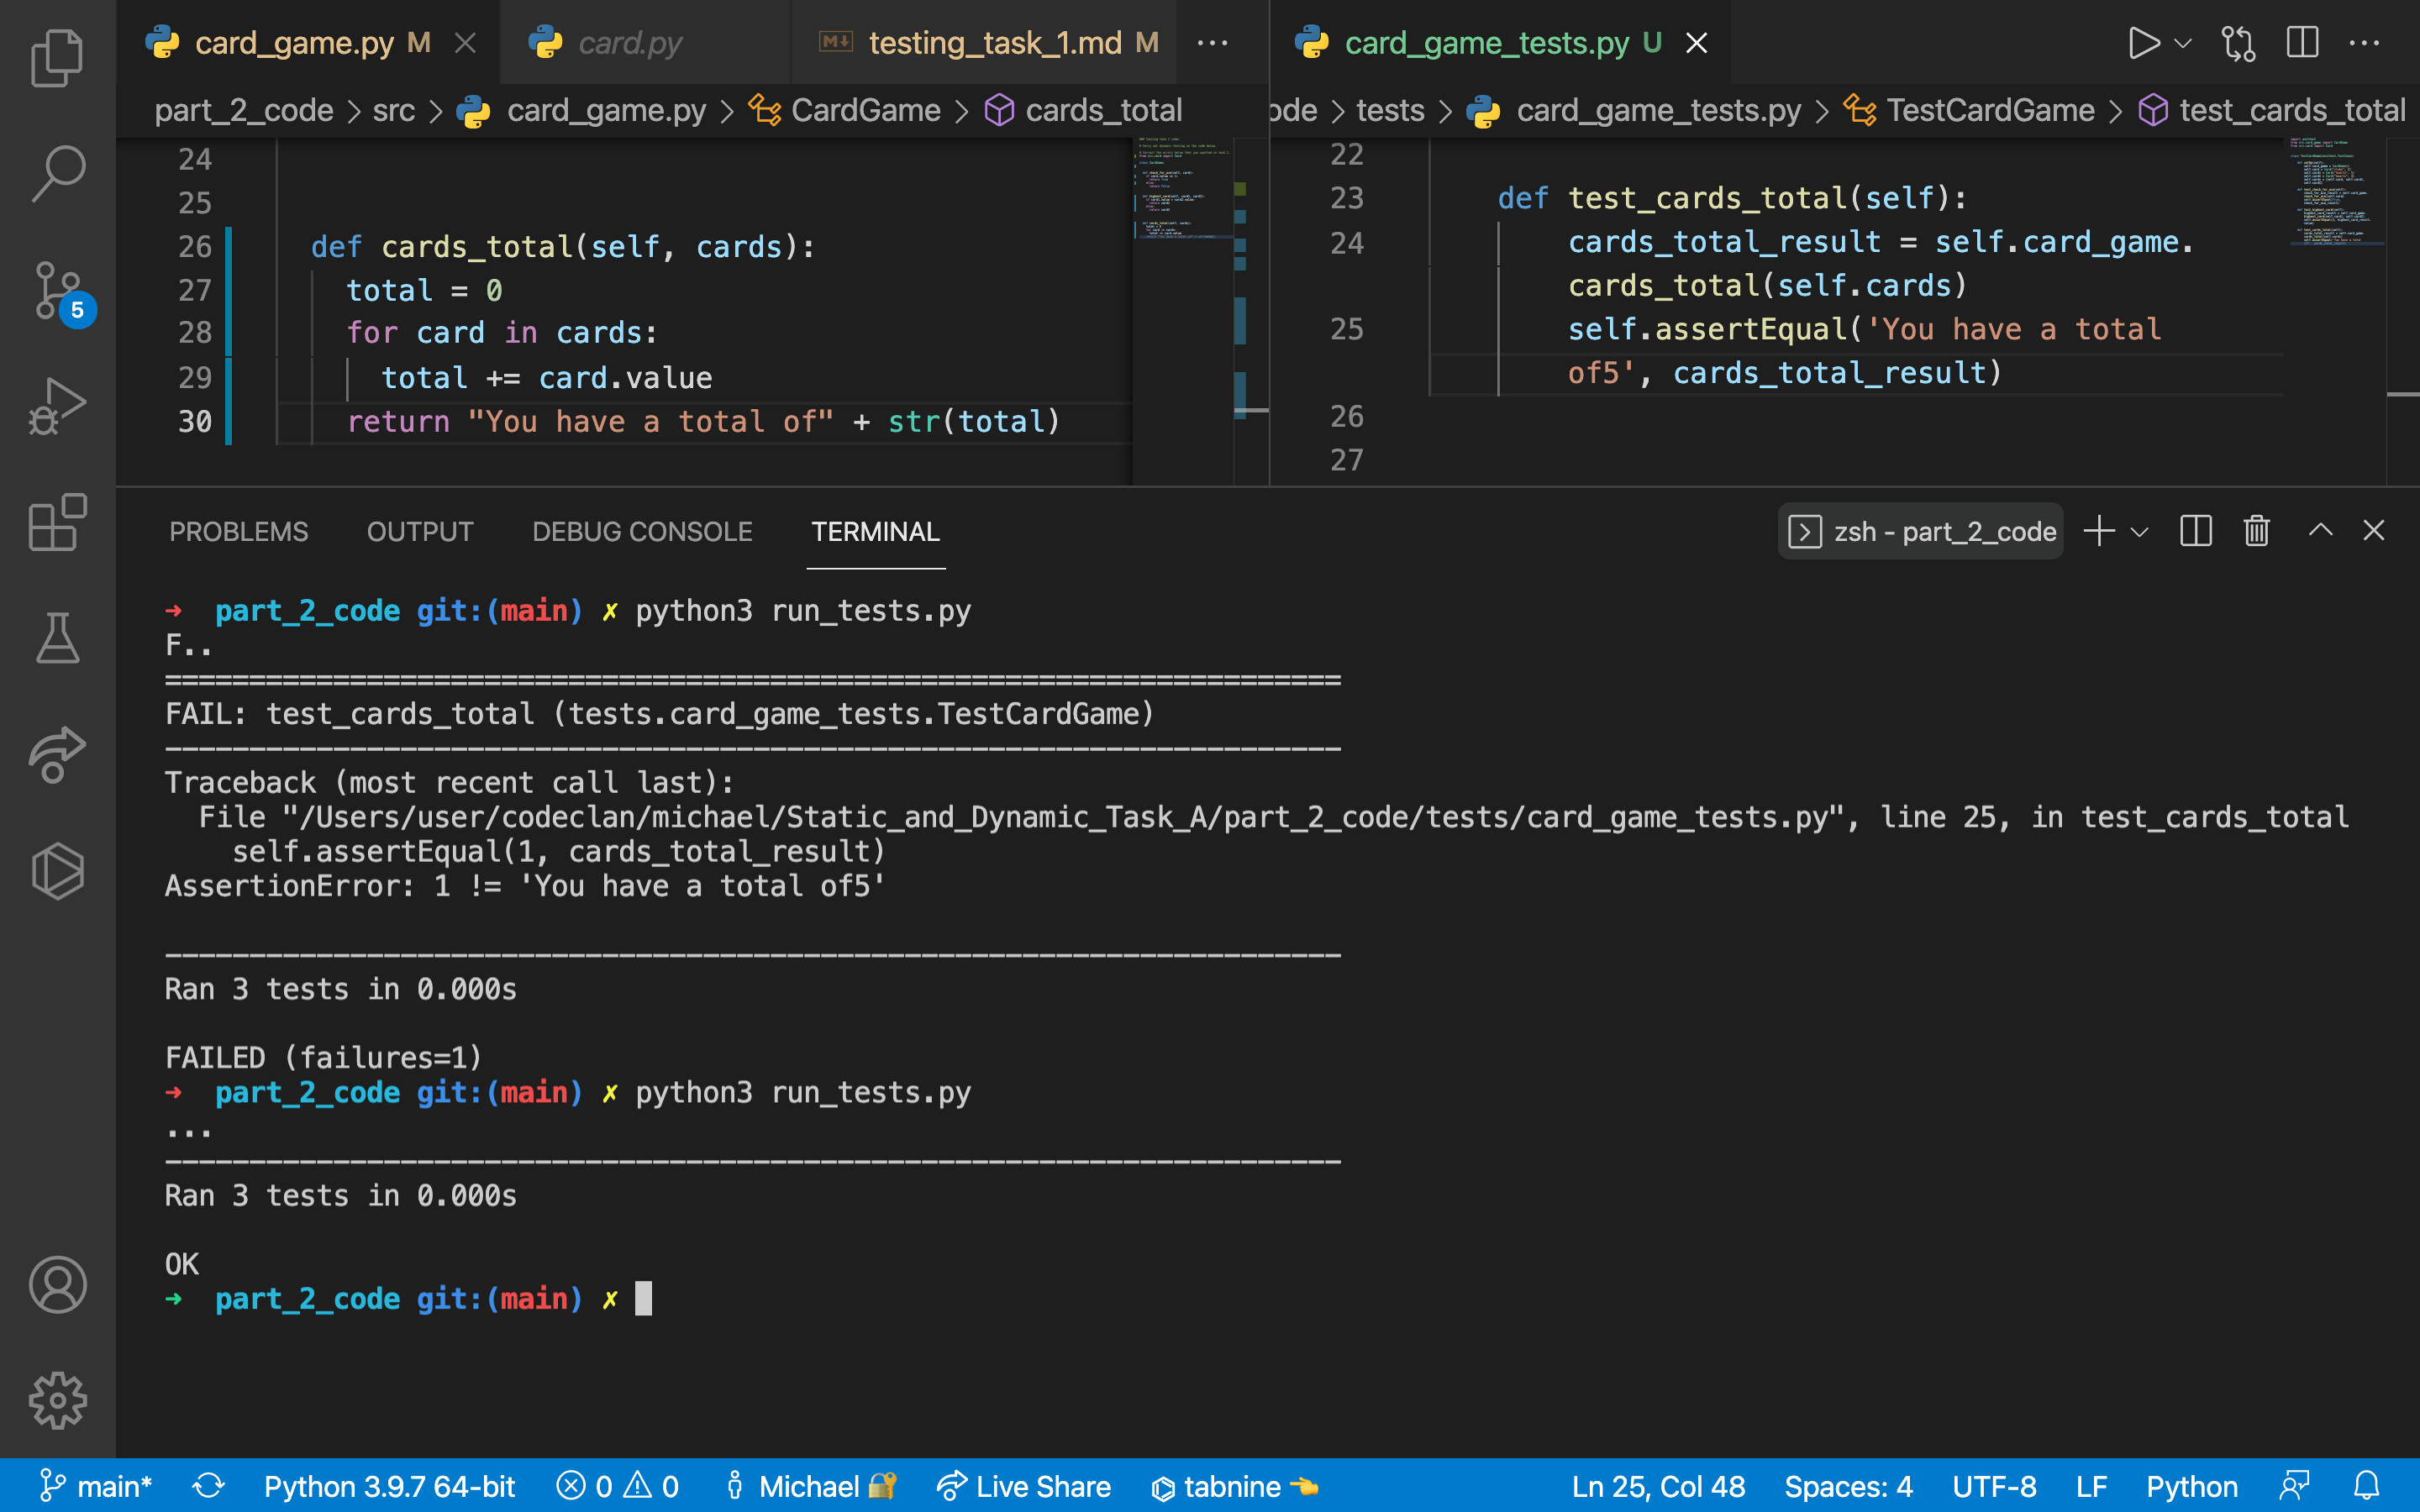 card_game.py M
card.py
testing_task_1.md M
card_game_tests.py U
part_2_code > src > card_game.py > CardGame > cards_total
ode > tests > card_game_tests.py > TestCardGame > test_cards_total
24
25
26 def cards_total(self, cards):
27 total = 0
28 for card in cards:
29 total += card.value
30 return "You have a total of" + str(total)
22
23 def test_cards_total(self):
24 cards_total_result = self.card_game.
cards_total(self.cards)
25 self.assertEqual('You have a total
of5', cards_total_result)
26
27
5
PROBLEMS OUTPUT DEBUG CONSOLE TERMINAL
zsh - part_2_code
➜ part_2_code git:(main) ✗ python3 run_tests.py
F..
======================================================================
FAIL: test_cards_total (tests.card_game_tests.TestCardGame)
----------------------------------------------------------------------
Traceback (most recent call last):
File "/Users/user/codeclan/michael/Static_and_Dynamic_Task_A/part_2_code/tests/card_game_tests.py", line 25, in test_cards_total
self.assertEqual(1, cards_total_result)
AssertionError: 1 != 'You have a total of5'
----------------------------------------------------------------------
Ran 3 tests in 0.000s
FAILED (failures=1)
➜ part_2_code git:(main) ✗ python3 run_tests.py
...
----------------------------------------------------------------------
Ran 3 tests in 0.000s
OK
➜ part_2_code git:(main) ✗
main* Python 3.9.7 64-bit 0 0 Michael Live Share tabnine Ln 25, Col 48 Spaces: 4 UTF-8 LF Python